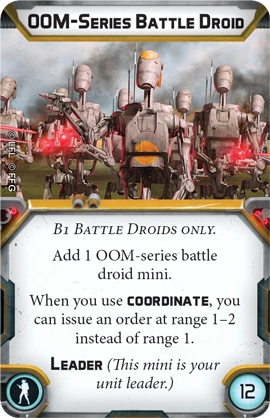 OOM-Series Battle Droid
© LFL © FFG
B1 Battle Droids only.
Add 1 OOM-series battle
droid mini.
When you use COORDINATE, you
can issue an order at range 1–2
instead of range 1.
Leader (This mini is your
unit leader.)
12